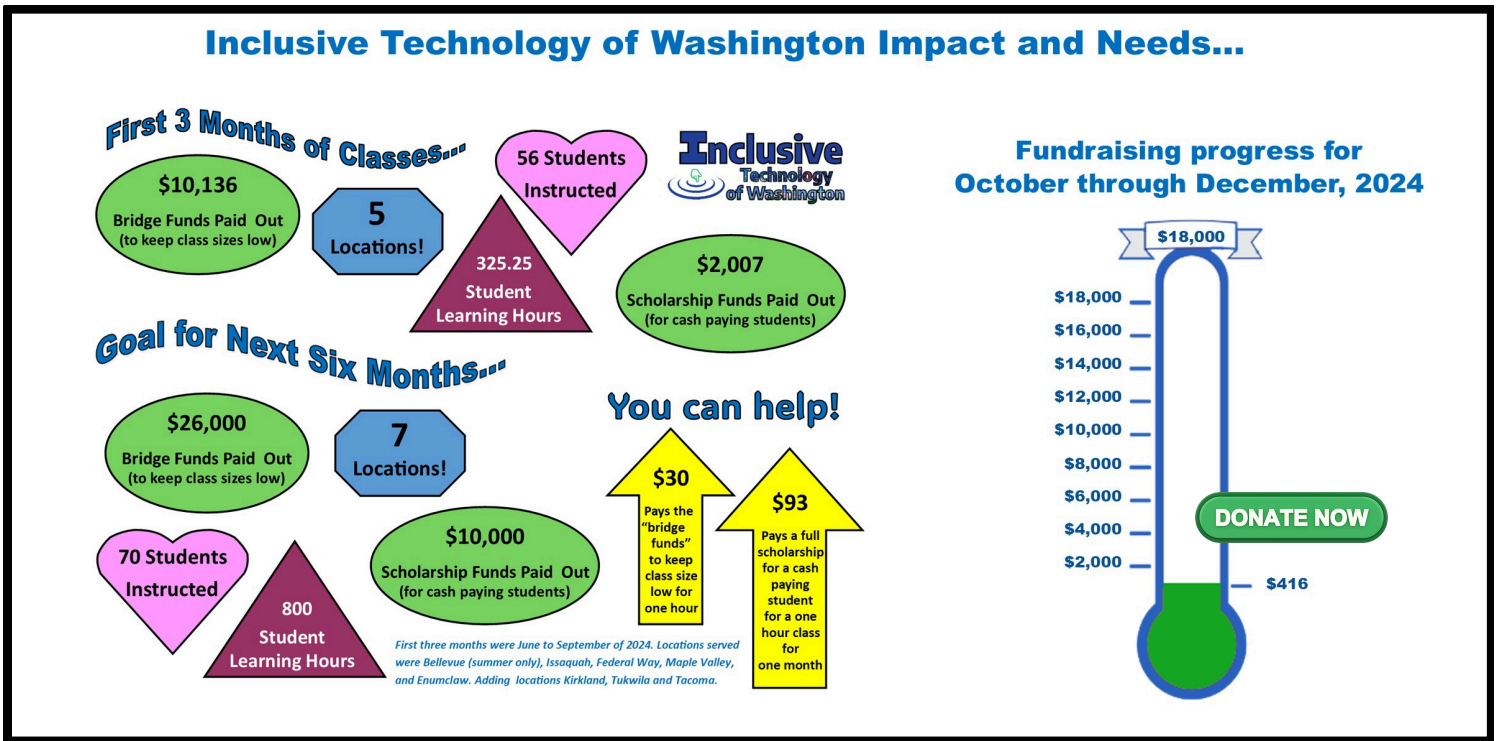 Inclusive Technology of Washington Impact and Needs...
First 3 Months of Classes...
$10,136
Bridge Funds Paid Out
(to keep class sizes low)
5
Locations!
56 Students
Instructed
325.25
Student
Learning Hours
Inclusive
Technology
of Washington
$2,007
Scholarship Funds Paid Out
(for cash paying students)
Goal for Next Six Months...
$26,000
Bridge Funds Paid Out
(to keep class sizes low)
7
Locations!
70 Students
Instructed
800
Student
Learning Hours
$10,000
Scholarship Funds Paid Out
(for cash paying students)
You can help!
$30
Pays the
“bridge
funds”
to keep
class size
low for
one hour
$93
Pays a full
scholarship
for a cash
paying
student
for a one
hour class
for
one month
First three months were June to September of 2024. Locations served
were Bellevue (summer only), Issaquah, Federal Way, Maple Valley,
and Enumclaw. Adding locations Kirkland, Tukwila and Tacoma.
Fundraising progress for
October through December, 2024
$18,000
$18,000
$16,000
$14,000
$12,000
$10,000
$8,000
$6,000
$4,000
$2,000
DONATE NOW
$416